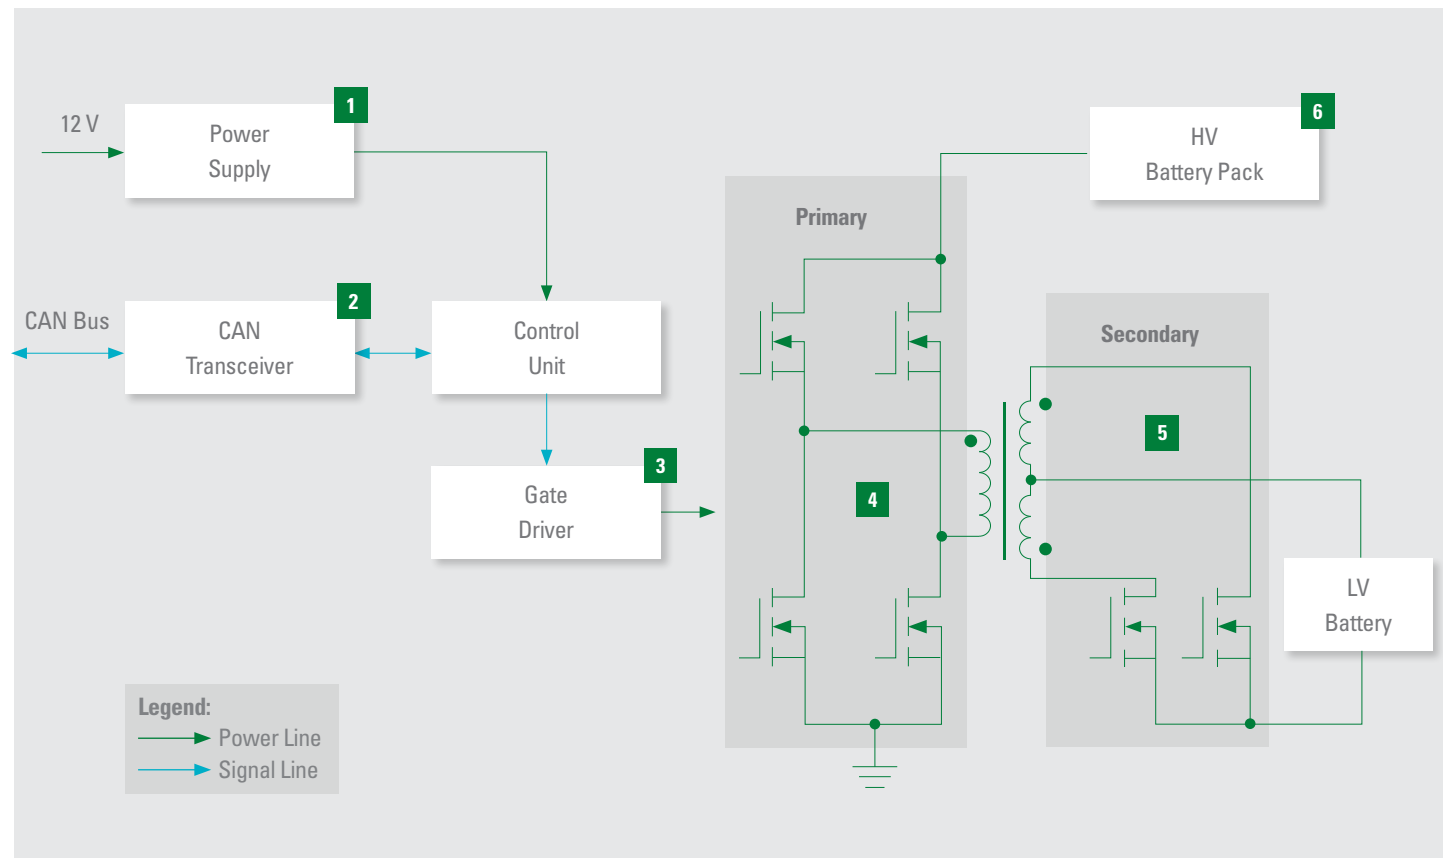 1
12 V
Power
Supply
6
HV
Battery Pack
Primary
2
CAN Bus
CAN
Transceiver
Control
Unit
Secondary
5
3
Gate
Driver
4
LV
Battery
Legend:
Power Line
Signal Line